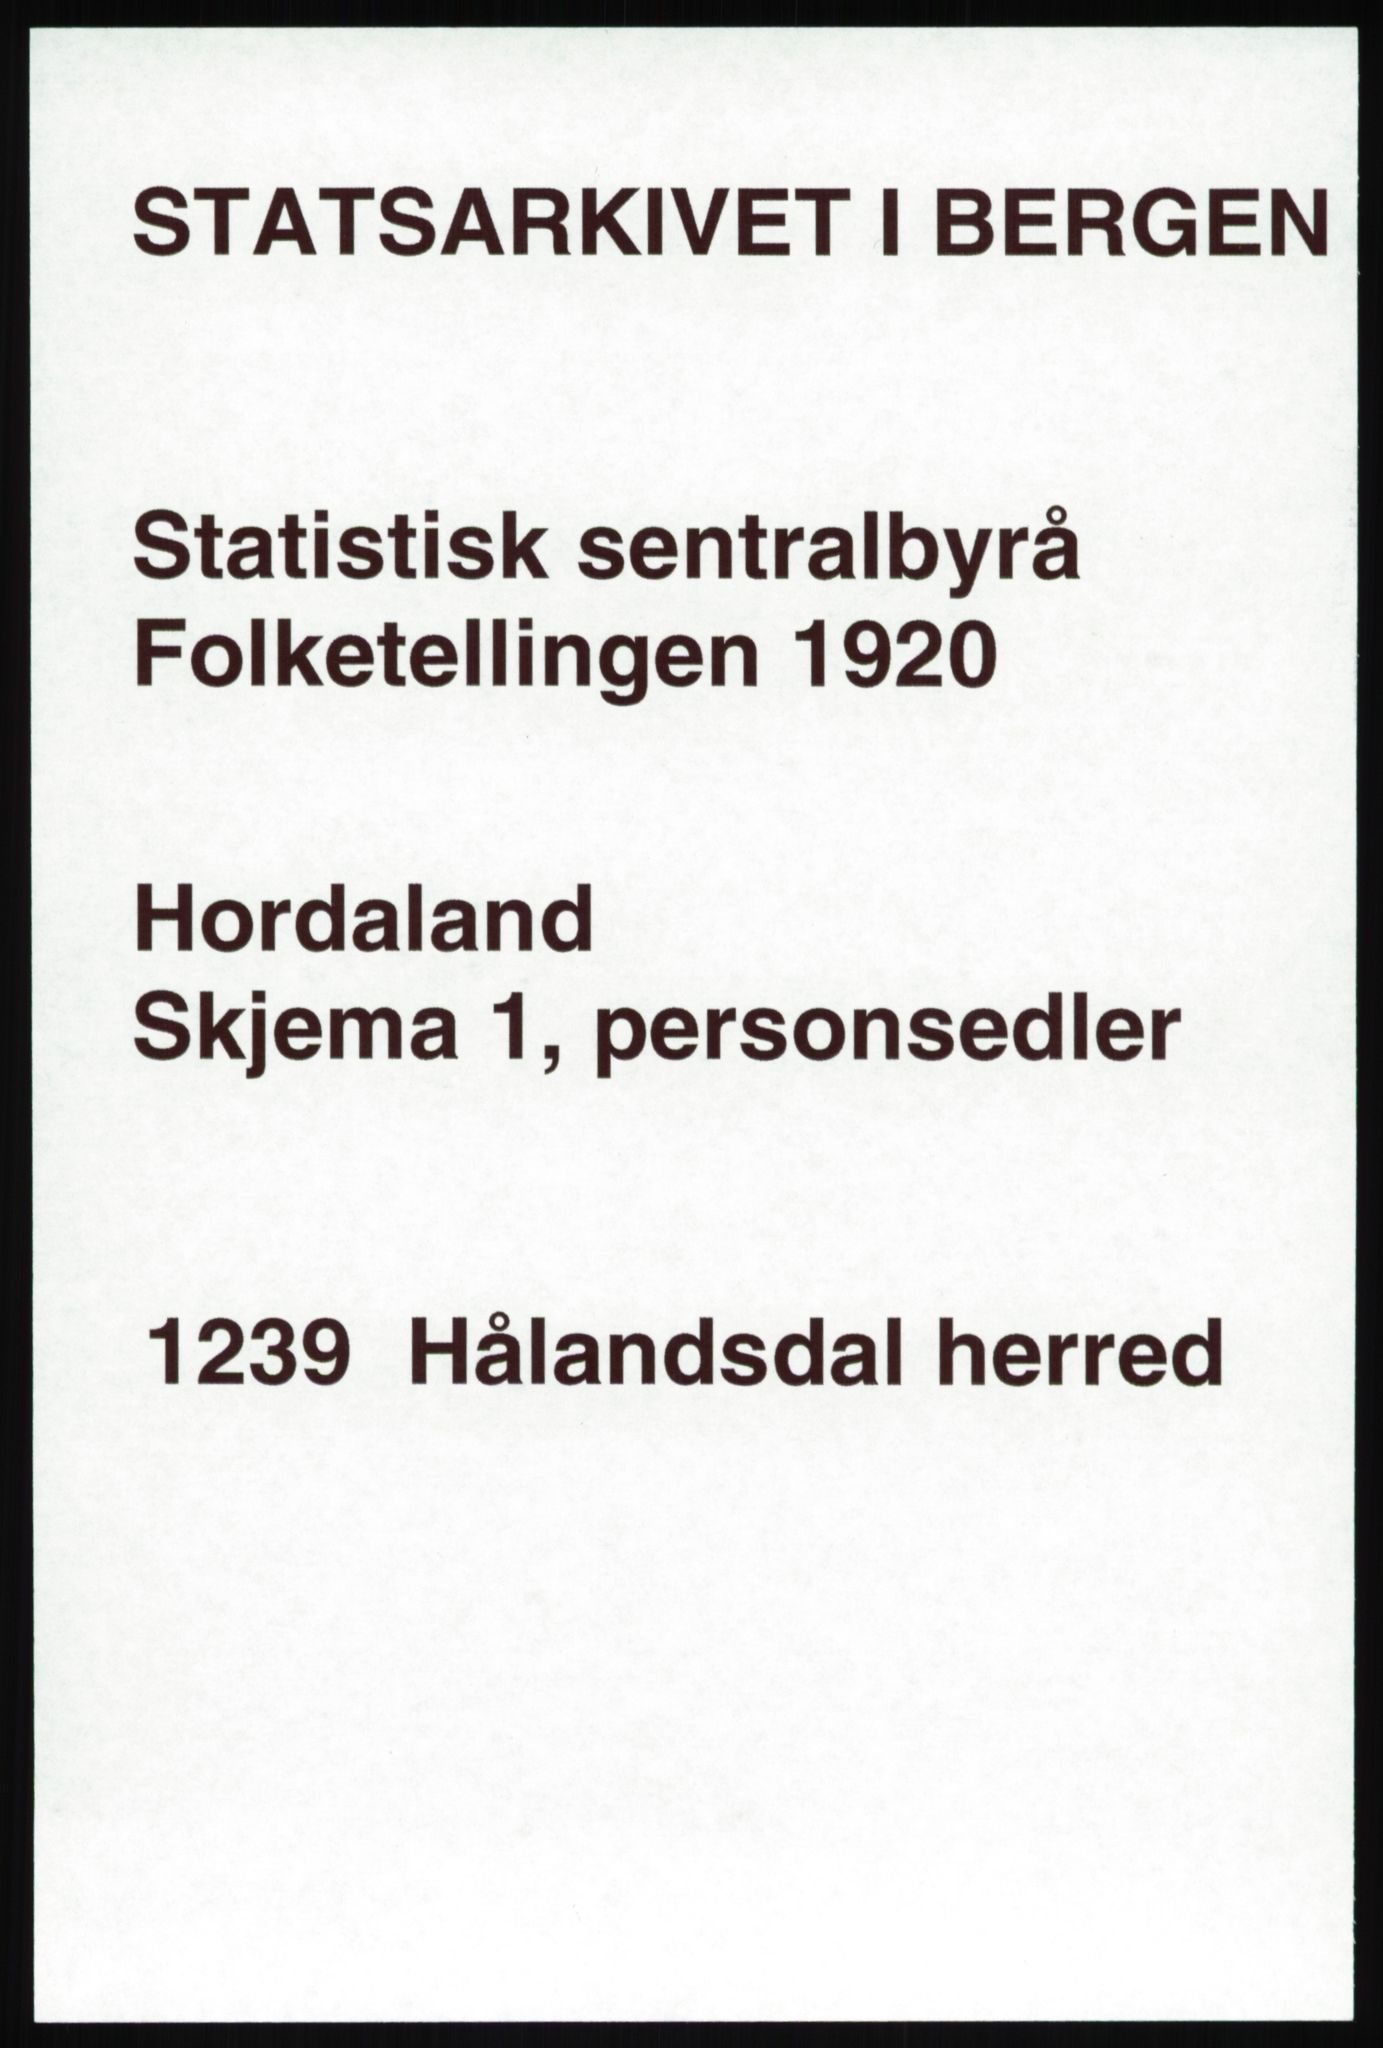 STATSARKIVET I BERGEN
Statistisk sentralbyrå
Folketellingen 1920
Hordaland
Skjema 1, personsedler
1239 Hålandsdal herred